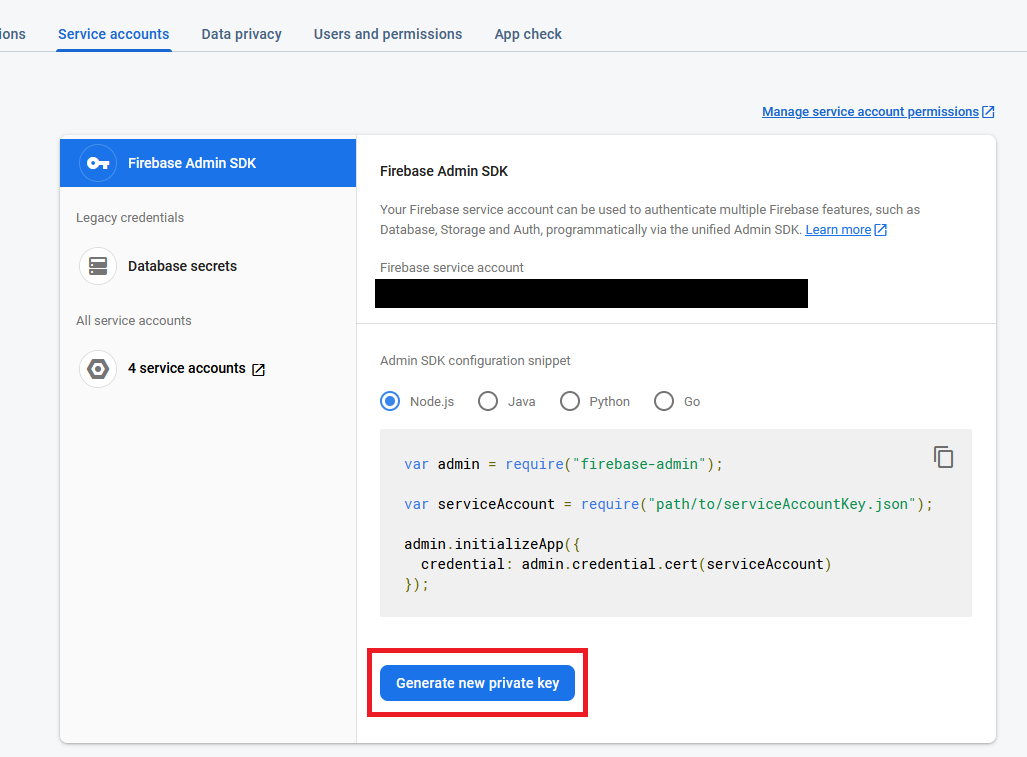 ions Service accounts Data privacy Users and permissions App check
Manage service account permissions
Firebase Admin SDK
Legacy credentials
Database secrets
All service accounts
4 service accounts
Firebase Admin SDK
Your Firebase service account can be used to authenticate multiple Firebase features, such as
Database, Storage and Auth, programmatically via the unified Admin SDK. Learn more
Firebase service account
Admin SDK configuration snippet
Node.js Java Python Go
var admin = require("firebase-admin");
var serviceAccount = require("path/to/serviceAccountKey.json");
admin.initializeApp({
  credential: admin.credential.cert(serviceAccount)
});
Generate new private key